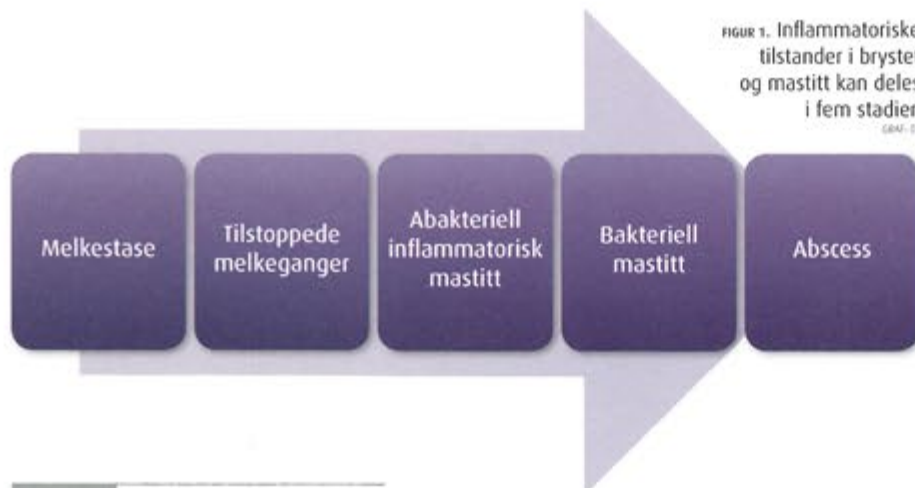 FIGUR 1. Inflammatoriske
tilstander i bryste
og mastitt kan deles
i fem stadier
Melkestase
Tilstoppede
melkeganger
Abakteriell
inflammatorisk
mastitt
Bakteriell
mastitt
Abscess